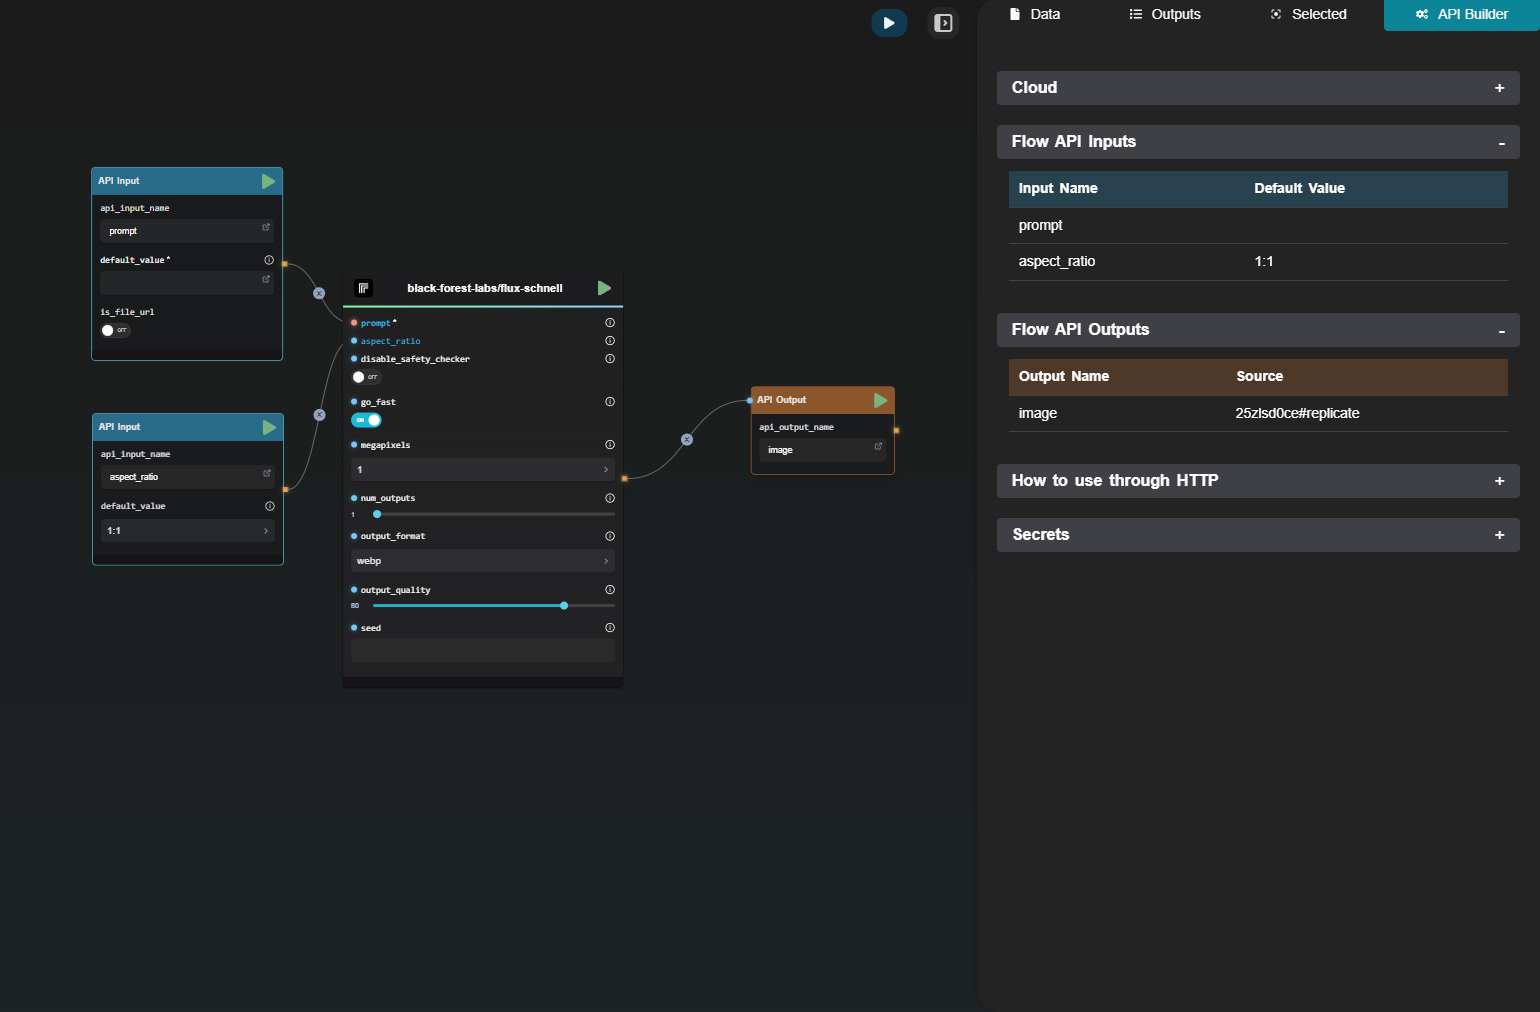 Data
Outputs
Selected
API Builder
Cloud
+
Flow API Inputs
-
Input Name
Default Value
prompt
aspect_ratio
1:1
Flow API Outputs
-
Output Name
Source
image
25zlsd0ce#replicate
How to use through HTTP
+
Secrets
+
API Input
api_input_name
prompt
default_value*
is_file_url
OFF
API Input
api_input_name
aspect_ratio
default_value
1:1
black-forest-labs/flux-schnell
prompt*
aspect_ratio
disable_safety_checker
OFF
go_fast
ON
megapixels
1
num_outputs
1
output_format
webp
output_quality
80
seed
API Output
api_output_name
image